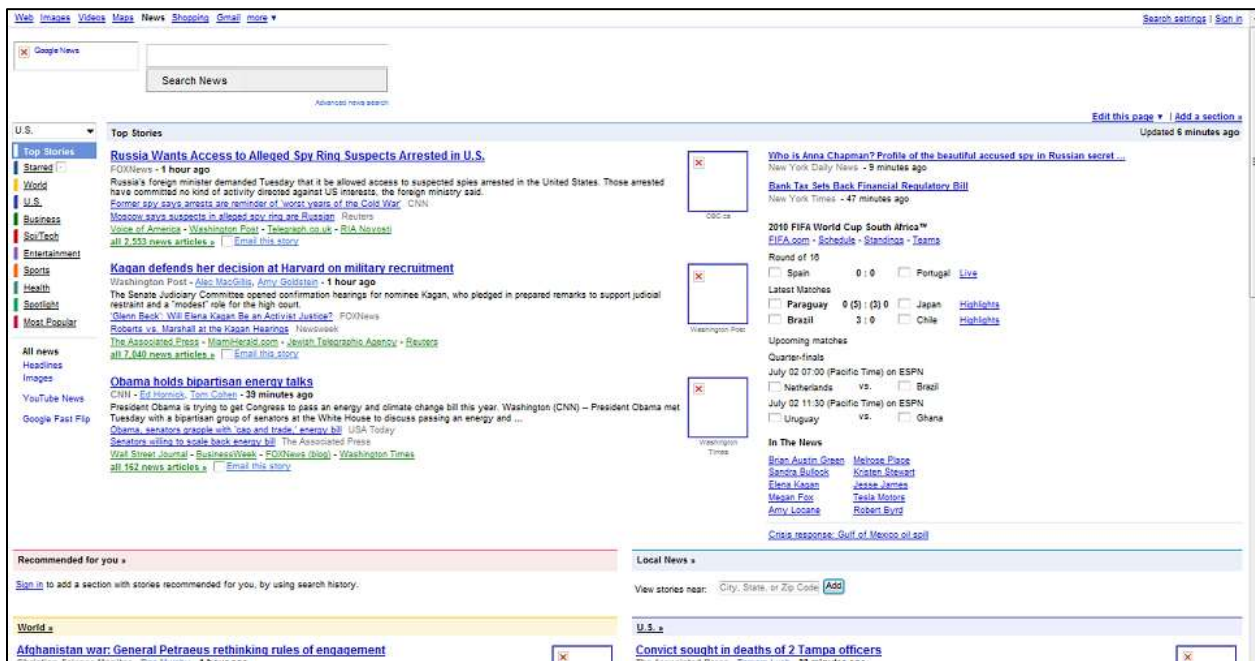 Web Images Videos Maps News Shopping Gmail more ▼
Search settings | Sign in
Google News
Search News
Advanced news search
Edit this page ▼ | Add a section »
U.S.
Top Stories
Updated 6 minutes ago
Top Stories
Starred
World
U.S.
Business
Sci/Tech
Entertainment
Sports
Health
Spotlight
Most Popular
All news
Headlines
Images
YouTube News
Google Fast Flip
Russia Wants Access to Alleged Spy Ring Suspects Arrested in U.S.
FOXNews - 1 hour ago
Russia's foreign minister demanded Tuesday that it be allowed access to suspected spies arrested in the United States. Those arrested
have committed no kind of activity directed against US interests, the foreign ministry said.
Former spy says arrests are reminder of 'worst years of the Cold War' CNN
Moscow says suspects in alleged spy ring are Russian Reuters
Voice of America - Washington Post - Telegraph.co.uk - RIA Novosti
all 2,553 news articles » Email this story
CBC.ca
Kagan defends her decision at Harvard on military recruitment
Washington Post - Alec MacGillis, Amy Goldstein - 1 hour ago
The Senate Judiciary Committee opened confirmation hearings for nominee Kagan, who pledged in prepared remarks to support judicial
restraint and a "modest" role for the high court.
'Glenn Beck': Will Elena Kagan Be an Activist Justice? FOXNews
Roberts vs. Marshall at the Kagan Hearings Newsweek
The Associated Press - MiamiHerald.com - Jewish Telegraphic Agency - Reuters
all 7,040 news articles » Email this story
Washington Post
Obama holds bipartisan energy talks
CNN - Ed Hornick, Tom Cohen - 39 minutes ago
President Obama is trying to get Congress to pass an energy and climate change bill this year. Washington (CNN) -- President Obama met
Tuesday with a bipartisan group of senators at the White House to discuss passing an energy and ...
Obama, senators grapple with 'cap and trade,' energy bill USA Today
Senators willing to scale back energy bill The Associated Press
Wall Street Journal - BusinessWeek - FOXNews (blog) - Washington Times
all 162 news articles » Email this story
Washington
Times
Who is Anna Chapman? Profile of the beautiful accused spy in Russian secret ...
New York Daily News - 9 minutes ago
Bank Tax Sets Back Financial Regulatory Bill
New York Times - 47 minutes ago
2010 FIFA World Cup South Africa™
FIFA.com - Schedule - Standings - Teams
Round of 16
Spain 0 : 0 Portugal Live
Latest Matches
Paraguay 0 (5) : (3) 0 Japan Highlights
Brazil 3 : 0 Chile Highlights
Upcoming matches
Quarter-finals
July 02 07:00 (Pacific Time) on ESPN
Netherlands vs. Brazil
July 02 11:30 (Pacific Time) on ESPN
Uruguay vs. Ghana
In The News
Brian Austin Green Melrose Place
Sandra Bullock Kristen Stewart
Elena Kagan Jesse James
Megan Fox Tesla Motors
Amy Locane Robert Byrd
Crisis response: Gulf of Mexico oil spill
Recommended for you »
Sign in to add a section with stories recommended for you, by using search history.
Local News »
View stories near: City, State, or Zip Code Add
World »
Afghanistan war: General Petraeus rethinking rules of engagement
U.S. »
Convict sought in deaths of 2 Tampa officers